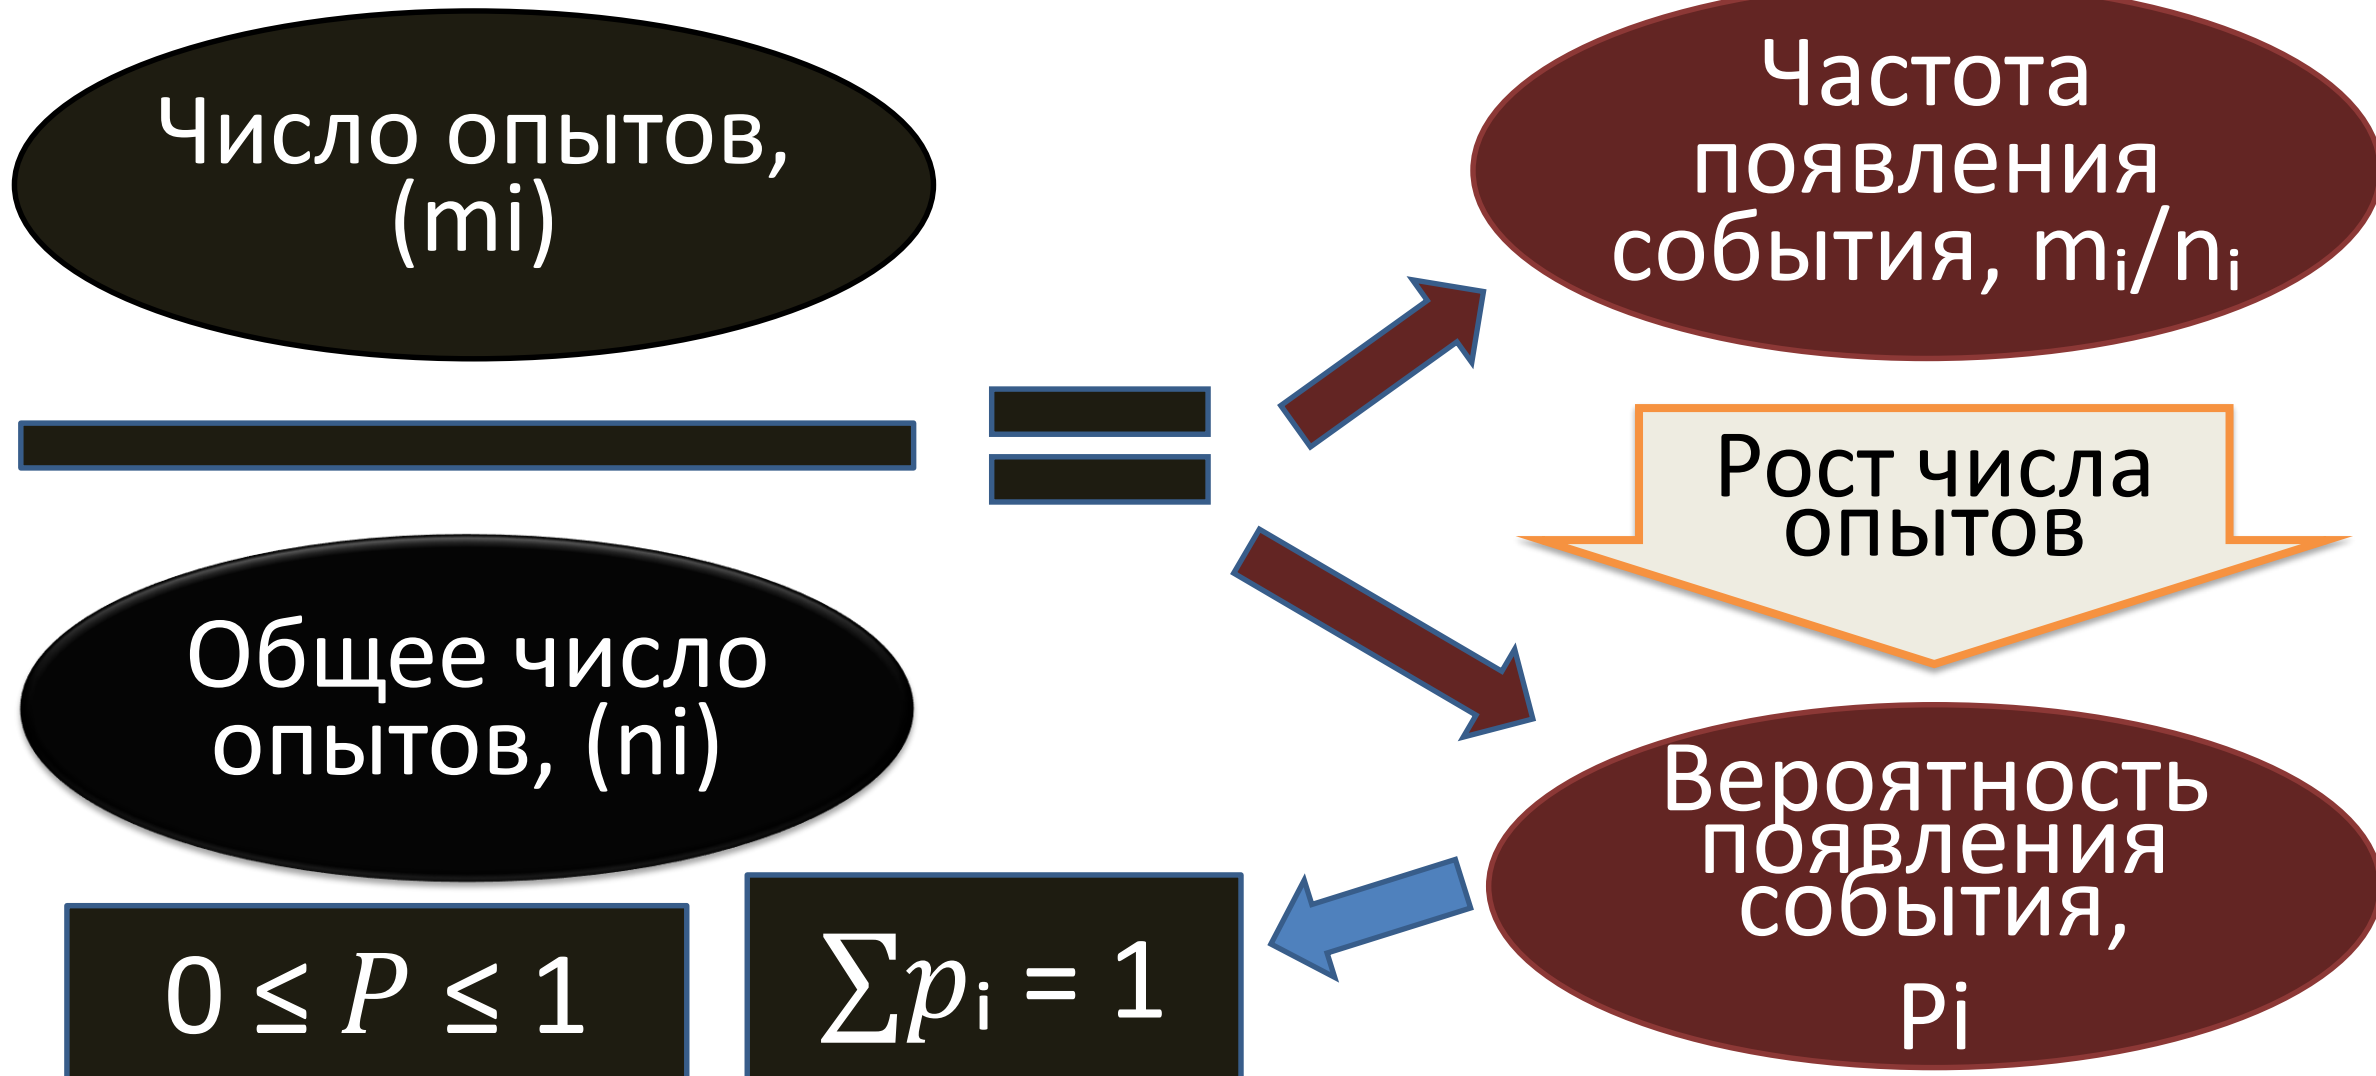 Число опытов,
(mi)
Частота
появления
события, mᵢ/nᵢ
Рост числа
опытов
Общее число
опытов, (ni)
Вероятность
появления
события,
Pi
0 ≤ P ≤ 1
∑pᵢ = 1